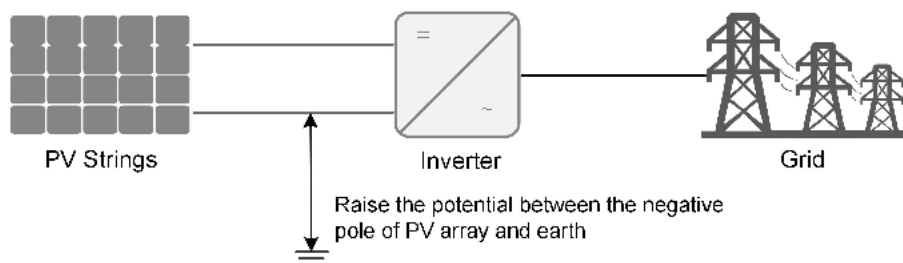 =
~
PV Strings
Inverter
Grid
Raise the potential between the negative
pole of PV array and earth